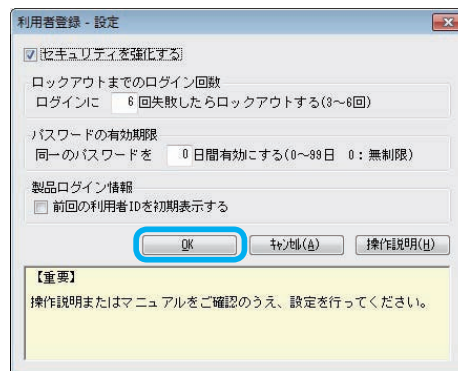 利用者登録 - 設定
セキュリティを強化する
ロックアウトまでのログイン回数
ログインに 6 回失敗したらロックアウトする(3～6回)
パスワードの有効期限
同一のパスワードを 0 日間有効にする(0～99日 0：無制限)
製品ログイン情報
前回の利用者IDを初期表示する
OK キャンセル(A) 操作説明(H)
【重要】
操作説明またはマニュアルをご確認のうえ、設定を行ってください。